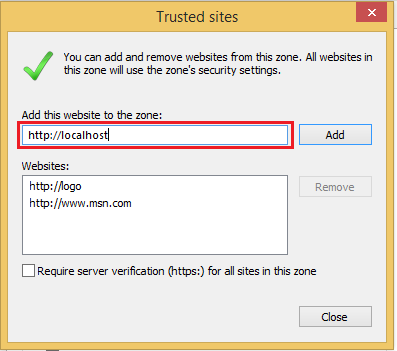 Trusted sites
You can add and remove websites from this zone. All websites in
this zone will use the zone's security settings.
Add this website to the zone:
http://localhost
Add
Websites:
http://logo
http://www.msn.com
Remove
Require server verification (https:) for all sites in this zone
Close